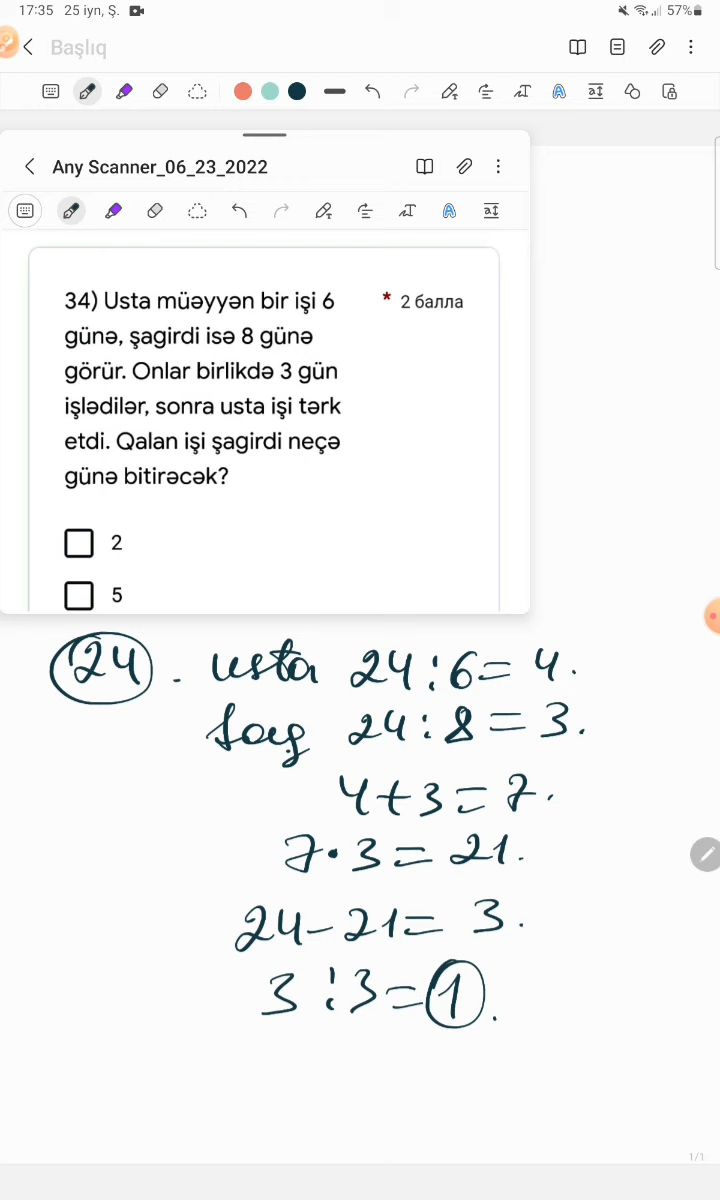 17:35 25 iyn, Ş. 57%
Başlıq
Any Scanner_06_23_2022
34) Usta müəyyən bir işi 6 * 2 балла
günə, şagirdi isə 8 günə
görür. Onlar birlikdə 3 gün
işlədilər, sonra usta işi tərk
etdi. Qalan işi şagirdi neçə
günə bitirəcək?
2
5
24. usta 24:6=4.
şag 24:8=3.
4+3=7.
7·3=21.
24-21=3.
3:3=1.
1/1